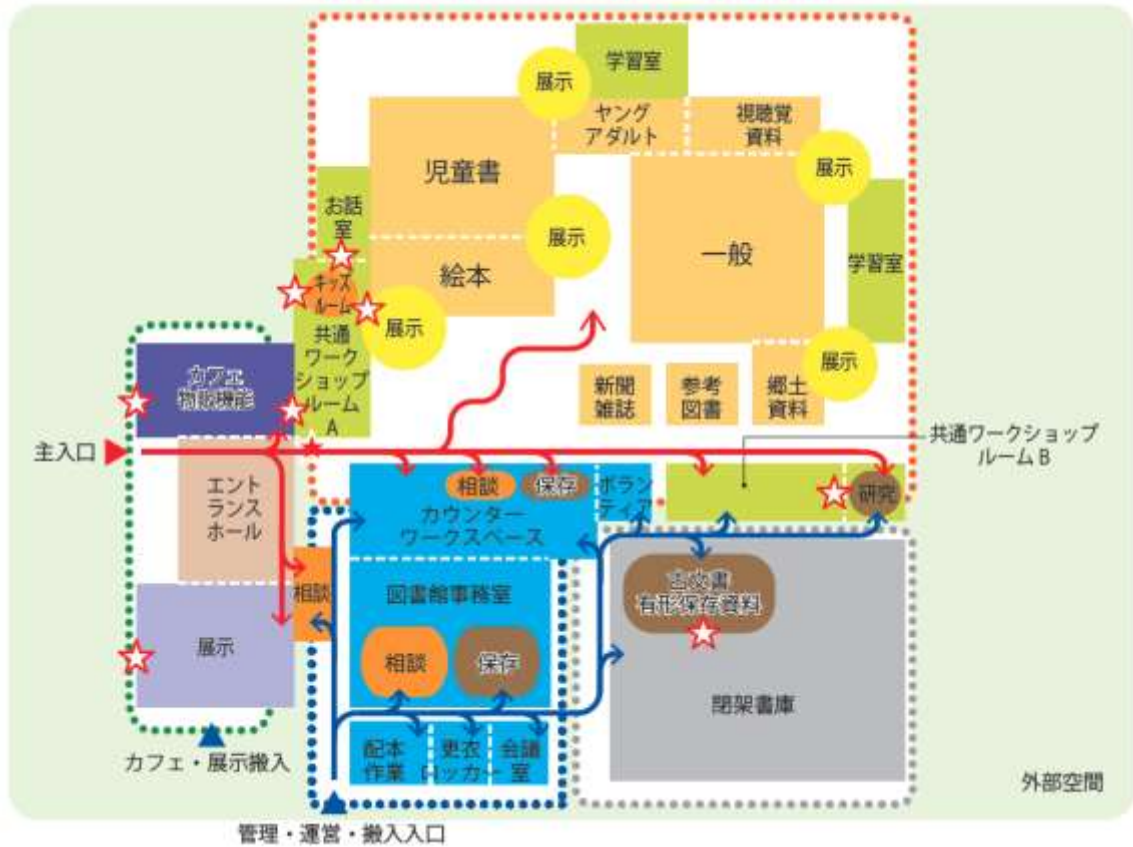 学習室
展示
ヤング
アダルト
視聴覚
資料
児童書
展示
お話
室
展示
一般
学習室
絵本
キッズ
ルーム
展示
共通
ワーク
ショップ
ルーム
A
カフェ
物販機能
新聞
雑誌
参考
図書
郷土
資料
展示
主入口
共通ワークショップ
ルームB
エント
ランス
ホール
相談
保存
ボラン
ティア
研究
カウンター
ワークスペース
相談
図書館事務室
古文書
有形保存資料
展示
相談
保存
閉架書庫
配本
作業
更衣
ロッカー
会議
室
カフェ・展示搬入
外部空間
管理・運営・搬入入口